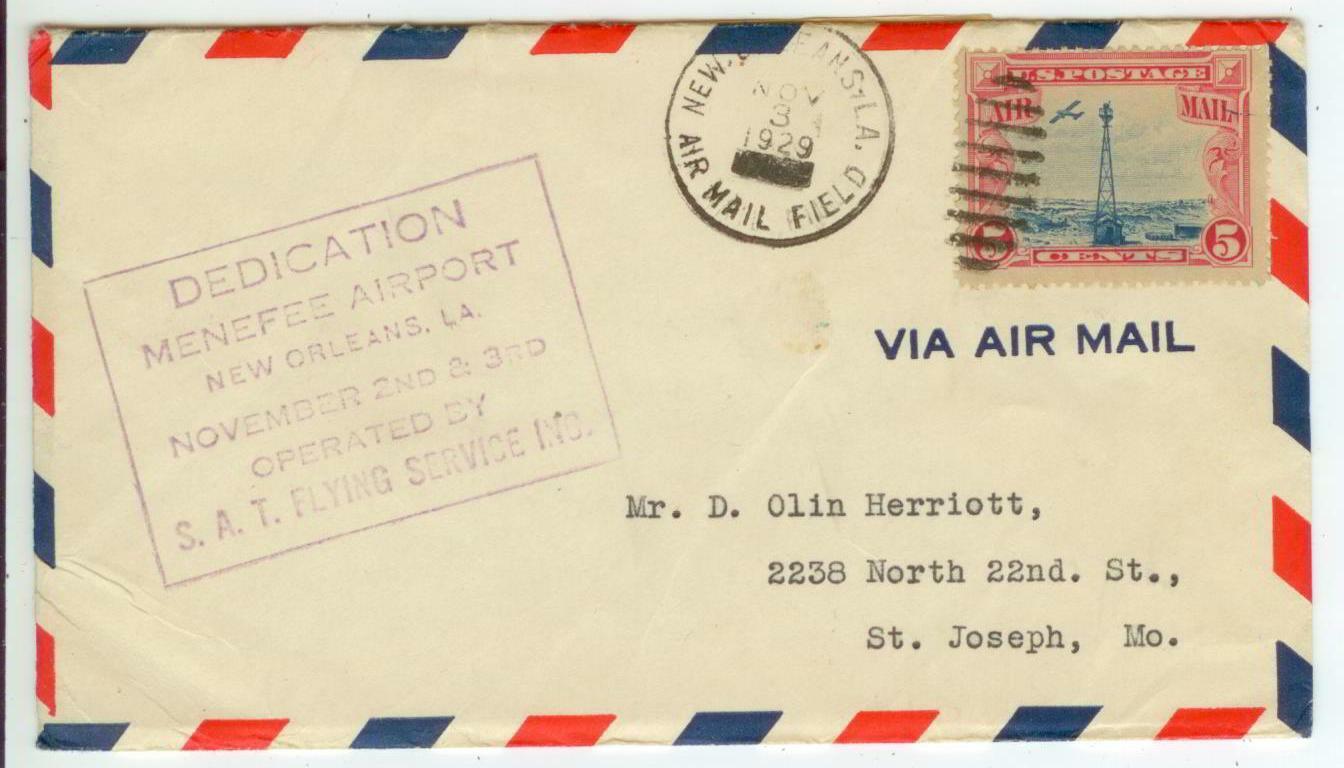 DEDICATION
MENEFEE AIRPORT
NEW ORLEANS, LA.
NOVEMBER 2ND & 3RD
OPERATED BY
S. A. T. FLYING SERVICE INC.
NEW ORLEANS, LA.
NOV
3
1929
AIR MAIL FIELD
U.S. POSTAGE
AIR MAIL
5 CENTS 5
VIA AIR MAIL
Mr. D. Olin Herriott,
2238 North 22nd. St.,
St. Joseph, Mo.